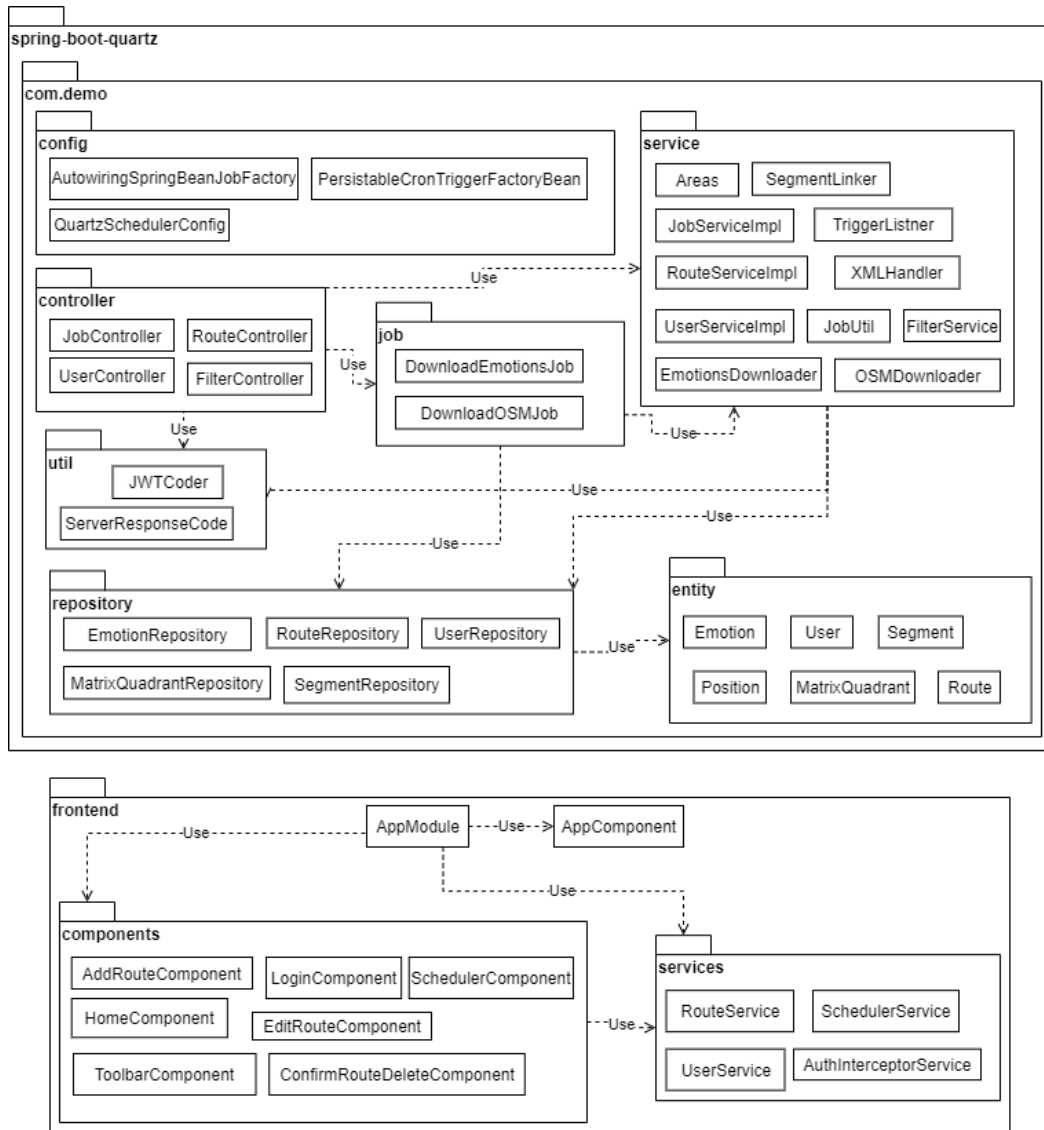 spring-boot-quartz
com.demo
config
AutowiringSpringBeanJobFactory
PersistableCronTriggerFactoryBean
QuartzSchedulerConfig
service
Areas
SegmentLinker
JobServiceImpl
TriggerListner
RouteServiceImpl
XMLHandler
UserServiceImpl
JobUtil
FilterService
EmotionsDownloader
OSMDownloader
Use
controller
JobController
RouteController
UserController
FilterController
Use
job
DownloadEmotionsJob
DownloadOSMJob
Use
Use
util
JWTCoder
ServerResponseCode
Use
Use
Use
repository
EmotionRepository
RouteRepository
UserRepository
MatrixQuadrantRepository
SegmentRepository
Use
entity
Emotion
User
Segment
Position
MatrixQuadrant
Route
frontend
Use
AppModule
Use
AppComponent
Use
components
AddRouteComponent
LoginComponent
SchedulerComponent
HomeComponent
EditRouteComponent
ToolbarComponent
ConfirmRouteDeleteComponent
Use
services
RouteService
SchedulerService
UserService
AuthInterceptorService